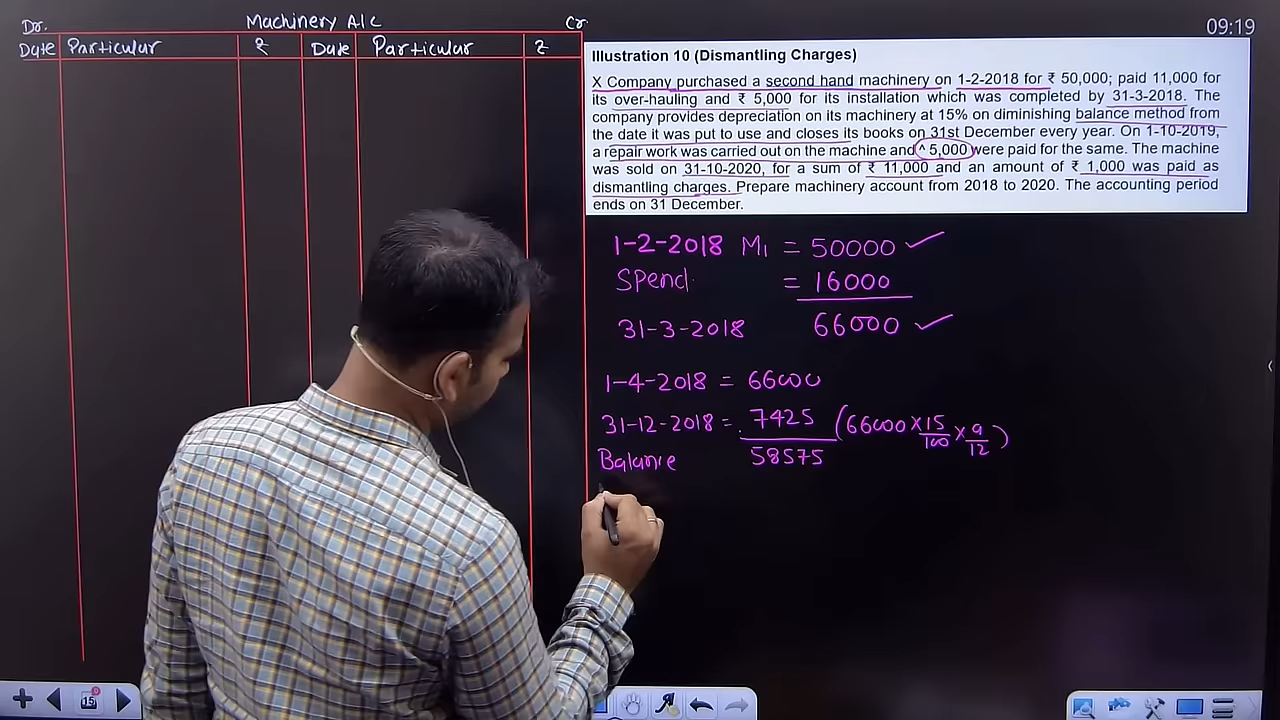 09:19
Dr. Machinery A/C Cr.
Date Particular ₹ Date Particular ₹
Illustration 10 (Dismantling Charges)
X Company purchased a second hand machinery on 1-2-2018 for ₹ 50,000; paid 11,000 for
its over-hauling and ₹ 5,000 for its installation which was completed by 31-3-2018. The
company provides depreciation on its machinery at 15% on diminishing balance method from
the date it was put to use and closes its books on 31st December every year. On 1-10-2019,
a repair work was carried out on the machine and ^ 5,000 were paid for the same. The machine
was sold on 31-10-2020, for a sum of ₹ 11,000 and an amount of ₹ 1,000 was paid as
dismantling charges. Prepare machinery account from 2018 to 2020. The accounting period
ends on 31 December.
1-2-2018 M1 = 50000
Spend = 16000
31-3-2018 66000
1-4-2018 = 66000
31-12-2018 = 7425 (66000 × 15/100 × 9/12)
Balance 58575
15